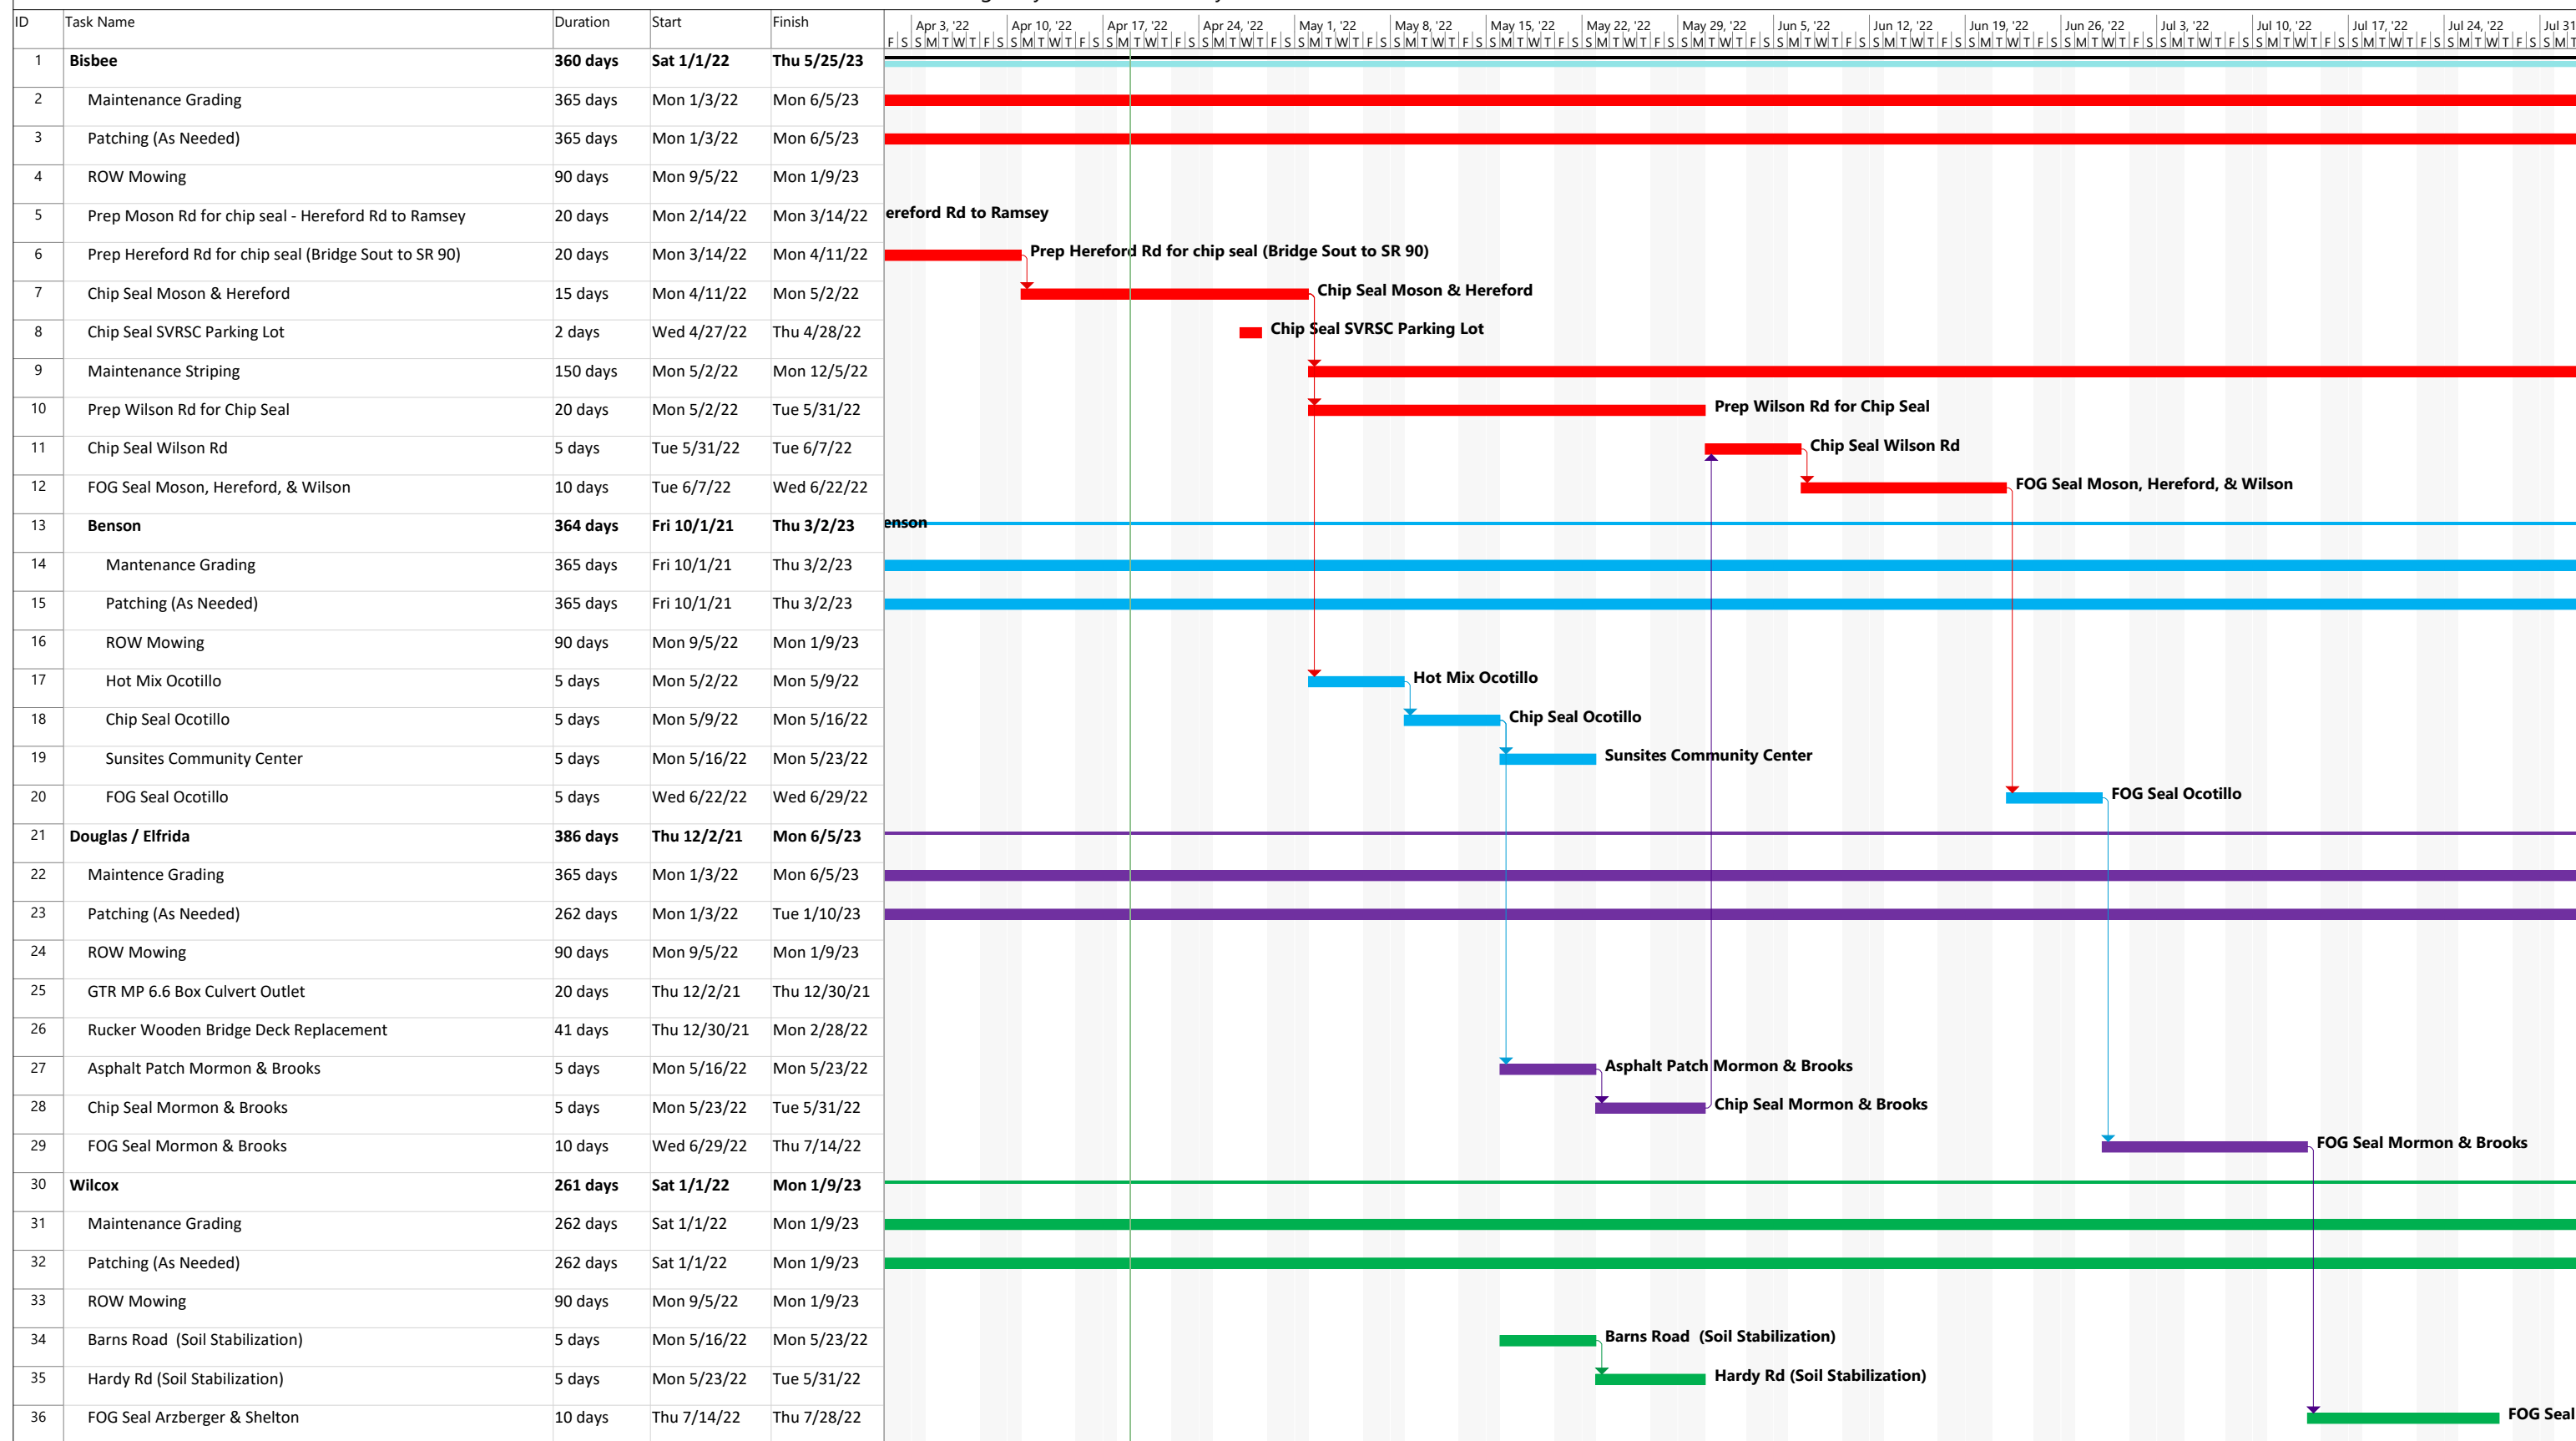 ID Task Name Duration Start Finish Apr 3, '22 Apr 10, '22 Apr 17, '22 Apr 24, '22 May 1, '22 May 8, '22 May 15, '22 May 22, '22 May 29, '22 Jun 5, '22 Jun 12, '22 Jun 19, '22 Jun 26, '22 Jul 3, '22 Jul 10, '22 Jul 17, '22 Jul 24, '22 Jul 31
F S S M T W T F S S M T W T F S S M T W T F S S M T W T F S S M T W T F S S M T W T F S S M T W T F S S M T W T F S S M T W T F S S M T W T F S S M T W T F S S M T W T F S S M T W T F S S M T W T F S S M T W T F S S M T W T F S S M T W T F S S M T
1 Bisbee 360 days Sat 1/1/22 Thu 5/25/23
2 Maintenance Grading 365 days Mon 1/3/22 Mon 6/5/23
3 Patching (As Needed) 365 days Mon 1/3/22 Mon 6/5/23
4 ROW Mowing 90 days Mon 9/5/22 Mon 1/9/23
5 Prep Moson Rd for chip seal - Hereford Rd to Ramsey 20 days Mon 2/14/22 Mon 3/14/22 ereford Rd to Ramsey
6 Prep Hereford Rd for chip seal (Bridge Sout to SR 90) 20 days Mon 3/14/22 Mon 4/11/22 Prep Hereford Rd for chip seal (Bridge Sout to SR 90)
7 Chip Seal Moson & Hereford 15 days Mon 4/11/22 Mon 5/2/22 Chip Seal Moson & Hereford
8 Chip Seal SVRSC Parking Lot 2 days Wed 4/27/22 Thu 4/28/22 Chip Seal SVRSC Parking Lot
9 Maintenance Striping 150 days Mon 5/2/22 Mon 12/5/22
10 Prep Wilson Rd for Chip Seal 20 days Mon 5/2/22 Tue 5/31/22 Prep Wilson Rd for Chip Seal
11 Chip Seal Wilson Rd 5 days Tue 5/31/22 Tue 6/7/22 Chip Seal Wilson Rd
12 FOG Seal Moson, Hereford, & Wilson 10 days Tue 6/7/22 Wed 6/22/22 FOG Seal Moson, Hereford, & Wilson
13 Benson 364 days Fri 10/1/21 Thu 3/2/23 enson
14 Mantenance Grading 365 days Fri 10/1/21 Thu 3/2/23
15 Patching (As Needed) 365 days Fri 10/1/21 Thu 3/2/23
16 ROW Mowing 90 days Mon 9/5/22 Mon 1/9/23
17 Hot Mix Ocotillo 5 days Mon 5/2/22 Mon 5/9/22 Hot Mix Ocotillo
18 Chip Seal Ocotillo 5 days Mon 5/9/22 Mon 5/16/22 Chip Seal Ocotillo
19 Sunsites Community Center 5 days Mon 5/16/22 Mon 5/23/22 Sunsites Community Center
20 FOG Seal Ocotillo 5 days Wed 6/22/22 Wed 6/29/22 FOG Seal Ocotillo
21 Douglas / Elfrida 386 days Thu 12/2/21 Mon 6/5/23
22 Maintence Grading 365 days Mon 1/3/22 Mon 6/5/23
23 Patching (As Needed) 262 days Mon 1/3/22 Tue 1/10/23
24 ROW Mowing 90 days Mon 9/5/22 Mon 1/9/23
25 GTR MP 6.6 Box Culvert Outlet 20 days Thu 12/2/21 Thu 12/30/21
26 Rucker Wooden Bridge Deck Replacement 41 days Thu 12/30/21 Mon 2/28/22
27 Asphalt Patch Mormon & Brooks 5 days Mon 5/16/22 Mon 5/23/22 Asphalt Patch Mormon & Brooks
28 Chip Seal Mormon & Brooks 5 days Mon 5/23/22 Tue 5/31/22 Chip Seal Mormon & Brooks
29 FOG Seal Mormon & Brooks 10 days Wed 6/29/22 Thu 7/14/22 FOG Seal Mormon & Brooks
30 Wilcox 261 days Sat 1/1/22 Mon 1/9/23
31 Maintenance Grading 262 days Sat 1/1/22 Mon 1/9/23
32 Patching (As Needed) 262 days Sat 1/1/22 Mon 1/9/23
33 ROW Mowing 90 days Mon 9/5/22 Mon 1/9/23
34 Barns Road (Soil Stabilization) 5 days Mon 5/16/22 Mon 5/23/22 Barns Road (Soil Stabilization)
35 Hardy Rd (Soil Stabilization) 5 days Mon 5/23/22 Tue 5/31/22 Hardy Rd (Soil Stabilization)
36 FOG Seal Arzberger & Shelton 10 days Thu 7/14/22 Thu 7/28/22 FOG Seal